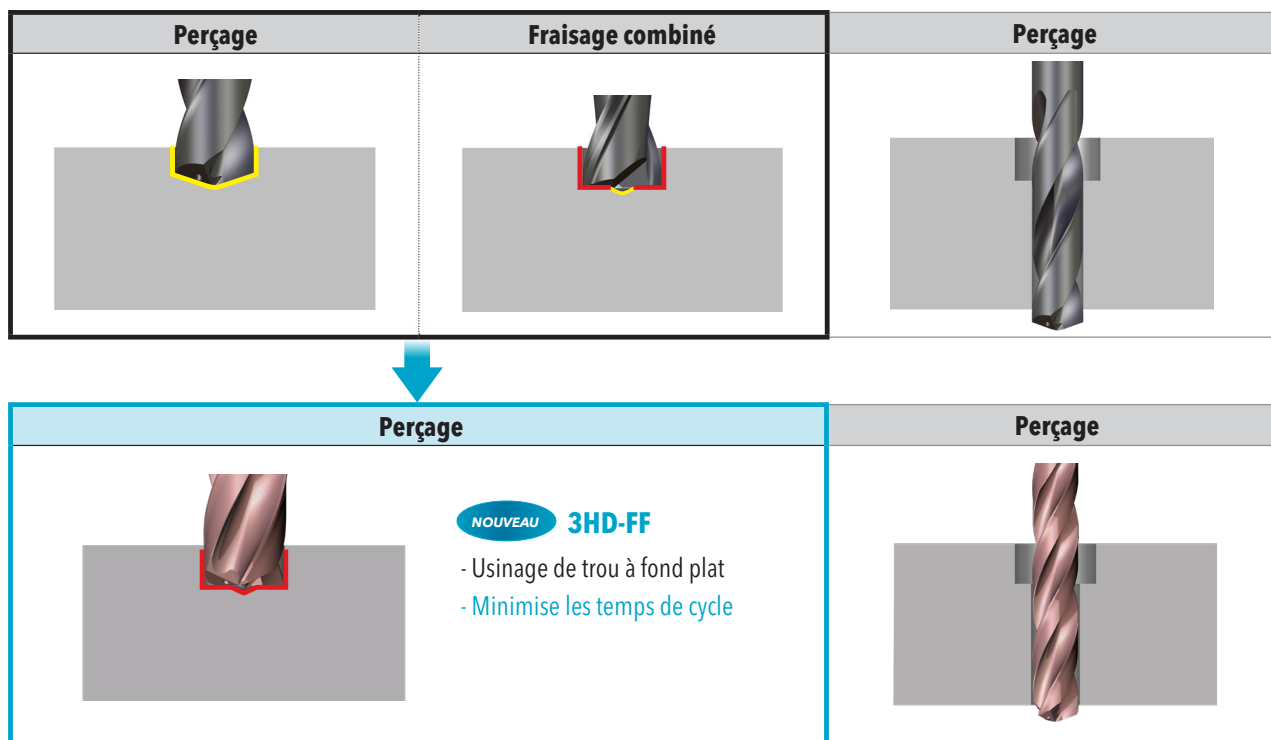 Perçage
Fraisage combiné
Perçage
Perçage
Perçage
NOUVEAU 3HD-FF
- Usinage de trou à fond plat
- Minimise les temps de cycle